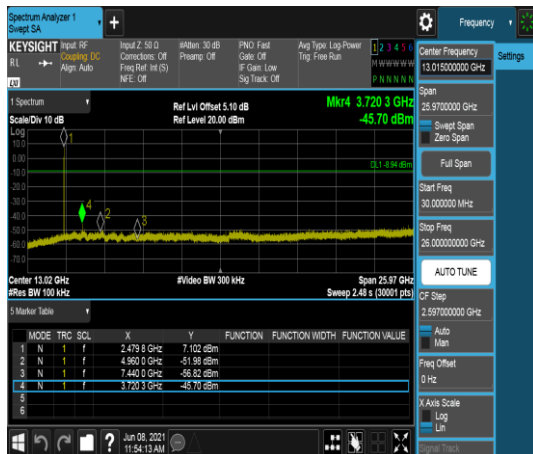 Spectrum Analyzer 1
Swept SA
Frequency
KEYSIGHT Input: RF
RL
Coupling: DC
Align: Auto
LXI
Input Z: 50 Ω
Corrections: Off
Freq Ref: Int (S)
NFE: Off
#Atten: 30 dB
Preamp: Off
PNO: Fast
Gate: Off
IF Gain: Low
Sig Track: Off
Avg Type: Log-Power
Trig: Free Run
1 2 3 4 5 6
M W W W W W
P N N N N N
Center Frequency
13.015000000 GHz
Settings
Span
25.9700000 GHz
Swept Span
Zero Span
Full Span
Start Freq
30.000000 MHz
Stop Freq
26.000000000 GHz
AUTO TUNE
CF Step
2.597000000 GHz
Auto
Man
Freq Offset
0 Hz
X Axis Scale
Log
Lin
Signal Track
1 Spectrum
Scale/Div 10 dB
Ref Lvl Offset 5.10 dB
Ref Level 20.00 dBm
Mkr4 3.720 3 GHz
-45.70 dBm
Log
10.0
0.00
-10.0
-20.0
-30.0
-40.0
-50.0
-60.0
-70.0
1
4
2
3
DL1 -8.94 dBm
Center 13.02 GHz
#Res BW 100 kHz
#Video BW 300 kHz
Span 25.97 GHz
Sweep 2.48 s (30001 pts)
5 Marker Table
MODE TRC SCL X Y FUNCTION FUNCTION WIDTH FUNCTION VALUE
1 N 1 f 2.479 8 GHz 7.102 dBm
2 N 1 f 4.960 0 GHz -51.98 dBm
3 N 1 f 7.440 0 GHz -56.82 dBm
4 N 1 f 3.720 3 GHz -45.70 dBm
5
6
?
Jun 08, 2021
11:54:13 AM